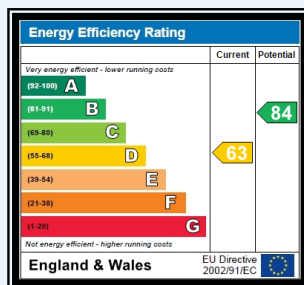 Energy Efficiency Rating
Current Potential
Very energy efficient - lower running costs
(92-100) A
(81-91) B
84
(69-80) C
(55-68) D
63
(39-54) E
(21-38) F
(1-20) G
Not energy efficient - higher running costs
England & Wales
EU Directive
2002/91/EC